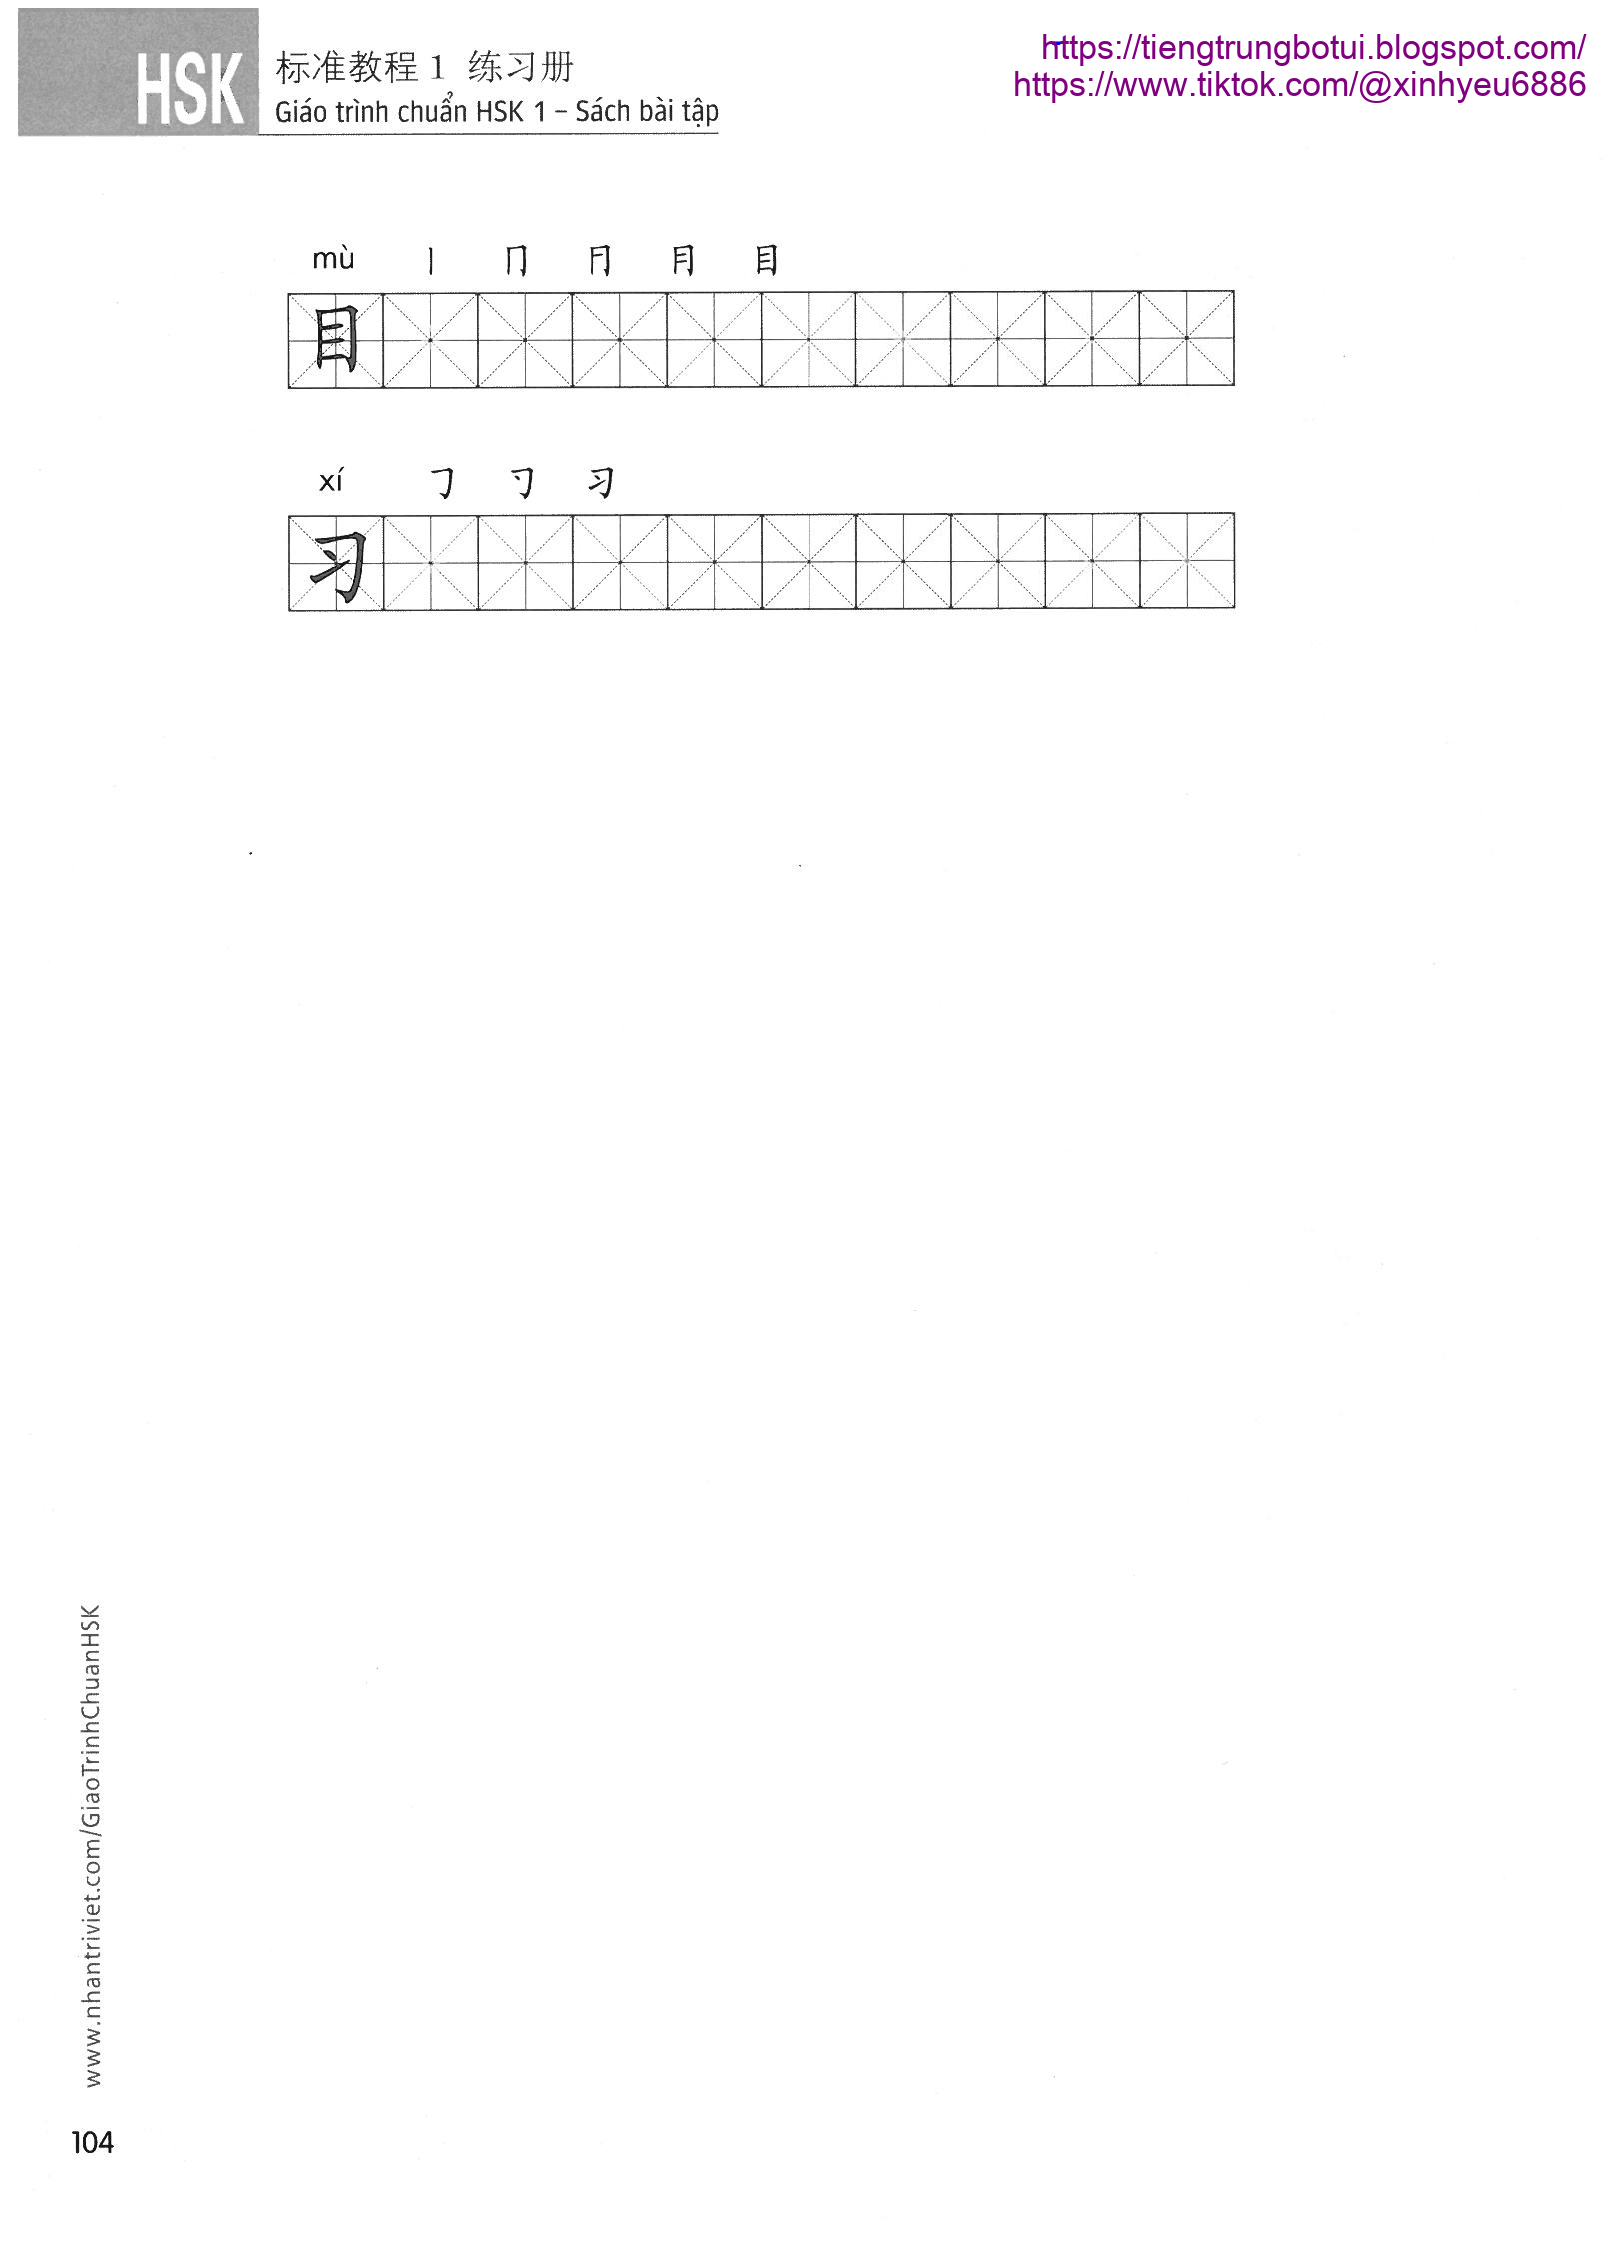 HSK
标准教程 1 练习册
Giáo trình chuẩn HSK 1 – Sách bài tập
https://tiengtrungbotui.blogspot.com/
https://www.tiktok.com/@xinhyeu6886
mù 丨 冂 冃 月 目
目
xí 𠃌 刁 习
习
www.nhantriviet.com/GiaoTrinhChuanHSK
104